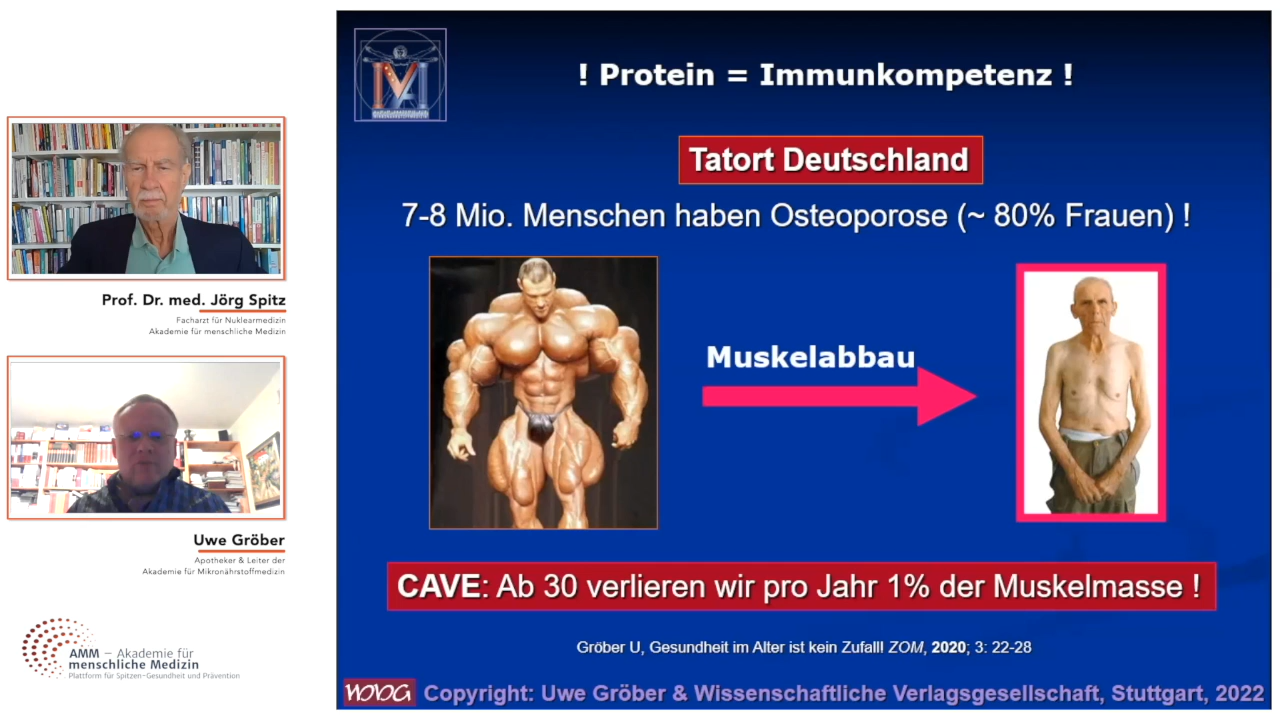 ! Protein = Immunkompetenz !
Tatort Deutschland
7-8 Mio. Menschen haben Osteoporose (~ 80% Frauen) !
Muskelabbau
CAVE: Ab 30 verlieren wir pro Jahr 1% der Muskelmasse !
Gröber U, Gesundheit im Alter ist kein Zufall! ZOM, 2020; 3: 22-28
Copyright: Uwe Gröber & Wissenschaftliche Verlagsgesellschaft, Stuttgart, 2022
Prof. Dr. med. Jörg Spitz
Facharzt für Nuklearmedizin
Akademie für menschliche Medizin
Uwe Gröber
Apotheker & Leiter der
Akademie für Mikronährstoffmedizin
AMM – Akademie für
menschliche Medizin
Plattform für Spitzen-Gesundheit und Prävention